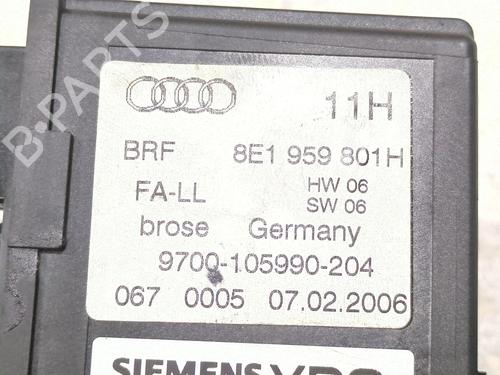 B-PARTS
11H
BRF 8E1 959 801H
FA-LL HW 06
SW 06
brose Germany
9700-105990-204
067 0005 07.02.2006
SIEMENS VDO